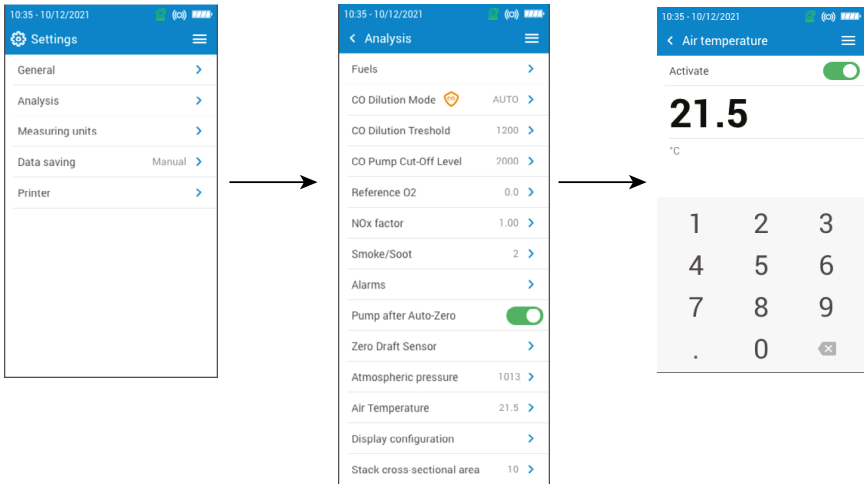 10:35 - 10/12/2021
Settings
General
Analysis
Measuring units
Data saving Manual
Printer
10:35 - 10/12/2021
Analysis
Fuels
CO Dilution Mode AUTO
CO Dilution Treshold 1200
CO Pump Cut-Off Level 2000
Reference O2 0.0
NOx factor 1.00
Smoke/Soot 2
Alarms
Pump after Auto-Zero
Zero Draft Sensor
Atmospheric pressure 1013
Air Temperature 21.5
Display configuration
Stack cross-sectional area 10
10:35 - 10/12/2021
Air temperature
Activate
21.5
°C
1 2 3
4 5 6
7 8 9
. 0